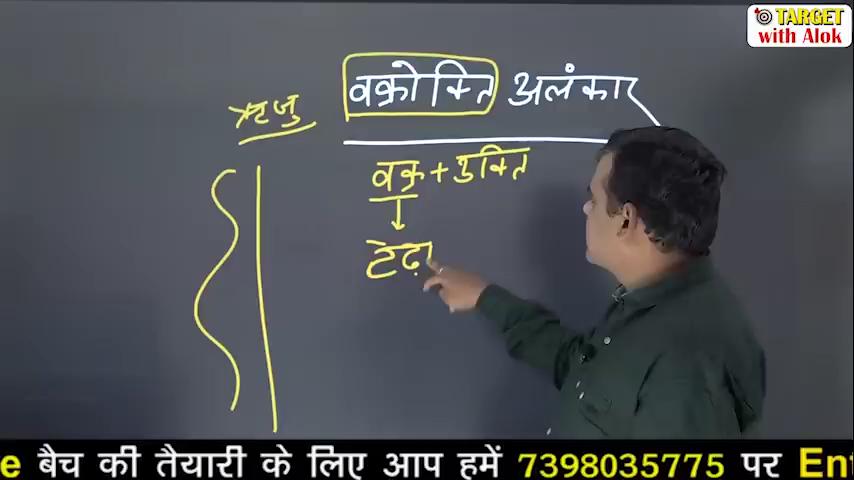 TARGET
with Alok
वक्रोक्ति अलंकार
ऋजु
वक्र + उक्ति
टेढ़ा
e बैच की तैयारी के लिए आप हमें 7398035775 पर Ent